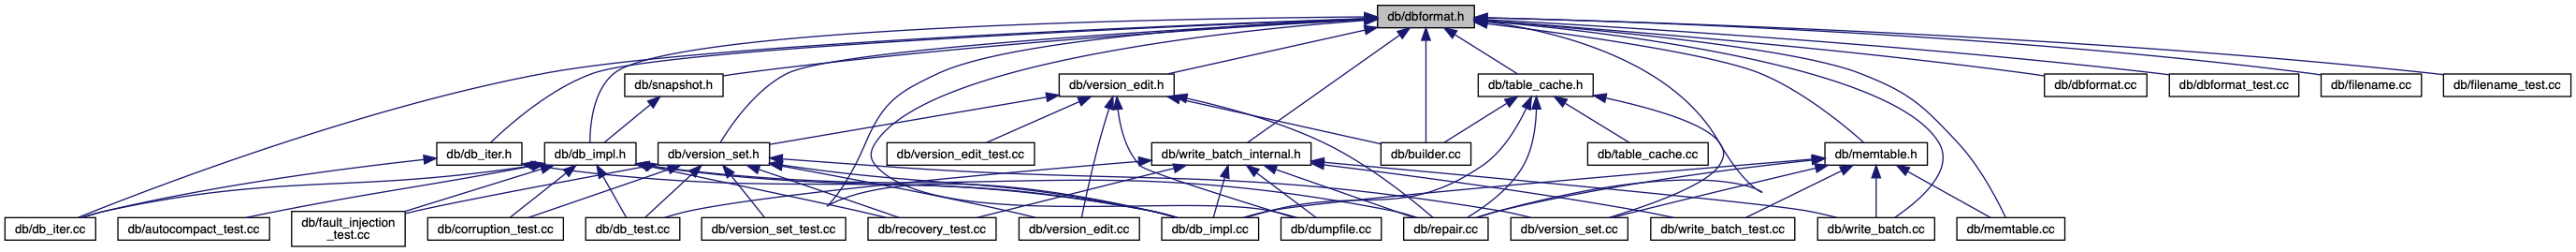 db/dbformat.h
db/snapshot.h
db/version_edit.h
db/table_cache.h
db/dbformat.cc
db/dbformat_test.cc
db/filename.cc
db/filename_test.cc
db/db_iter.h
db/db_impl.h
db/version_set.h
db/version_edit_test.cc
db/write_batch_internal.h
db/builder.cc
db/table_cache.cc
db/memtable.h
db/db_iter.cc
db/autocompact_test.cc
db/fault_injection
_test.cc
db/corruption_test.cc
db/db_test.cc
db/version_set_test.cc
db/recovery_test.cc
db/version_edit.cc
db/db_impl.cc
db/dumpfile.cc
db/repair.cc
db/version_set.cc
db/write_batch_test.cc
db/write_batch.cc
db/memtable.cc